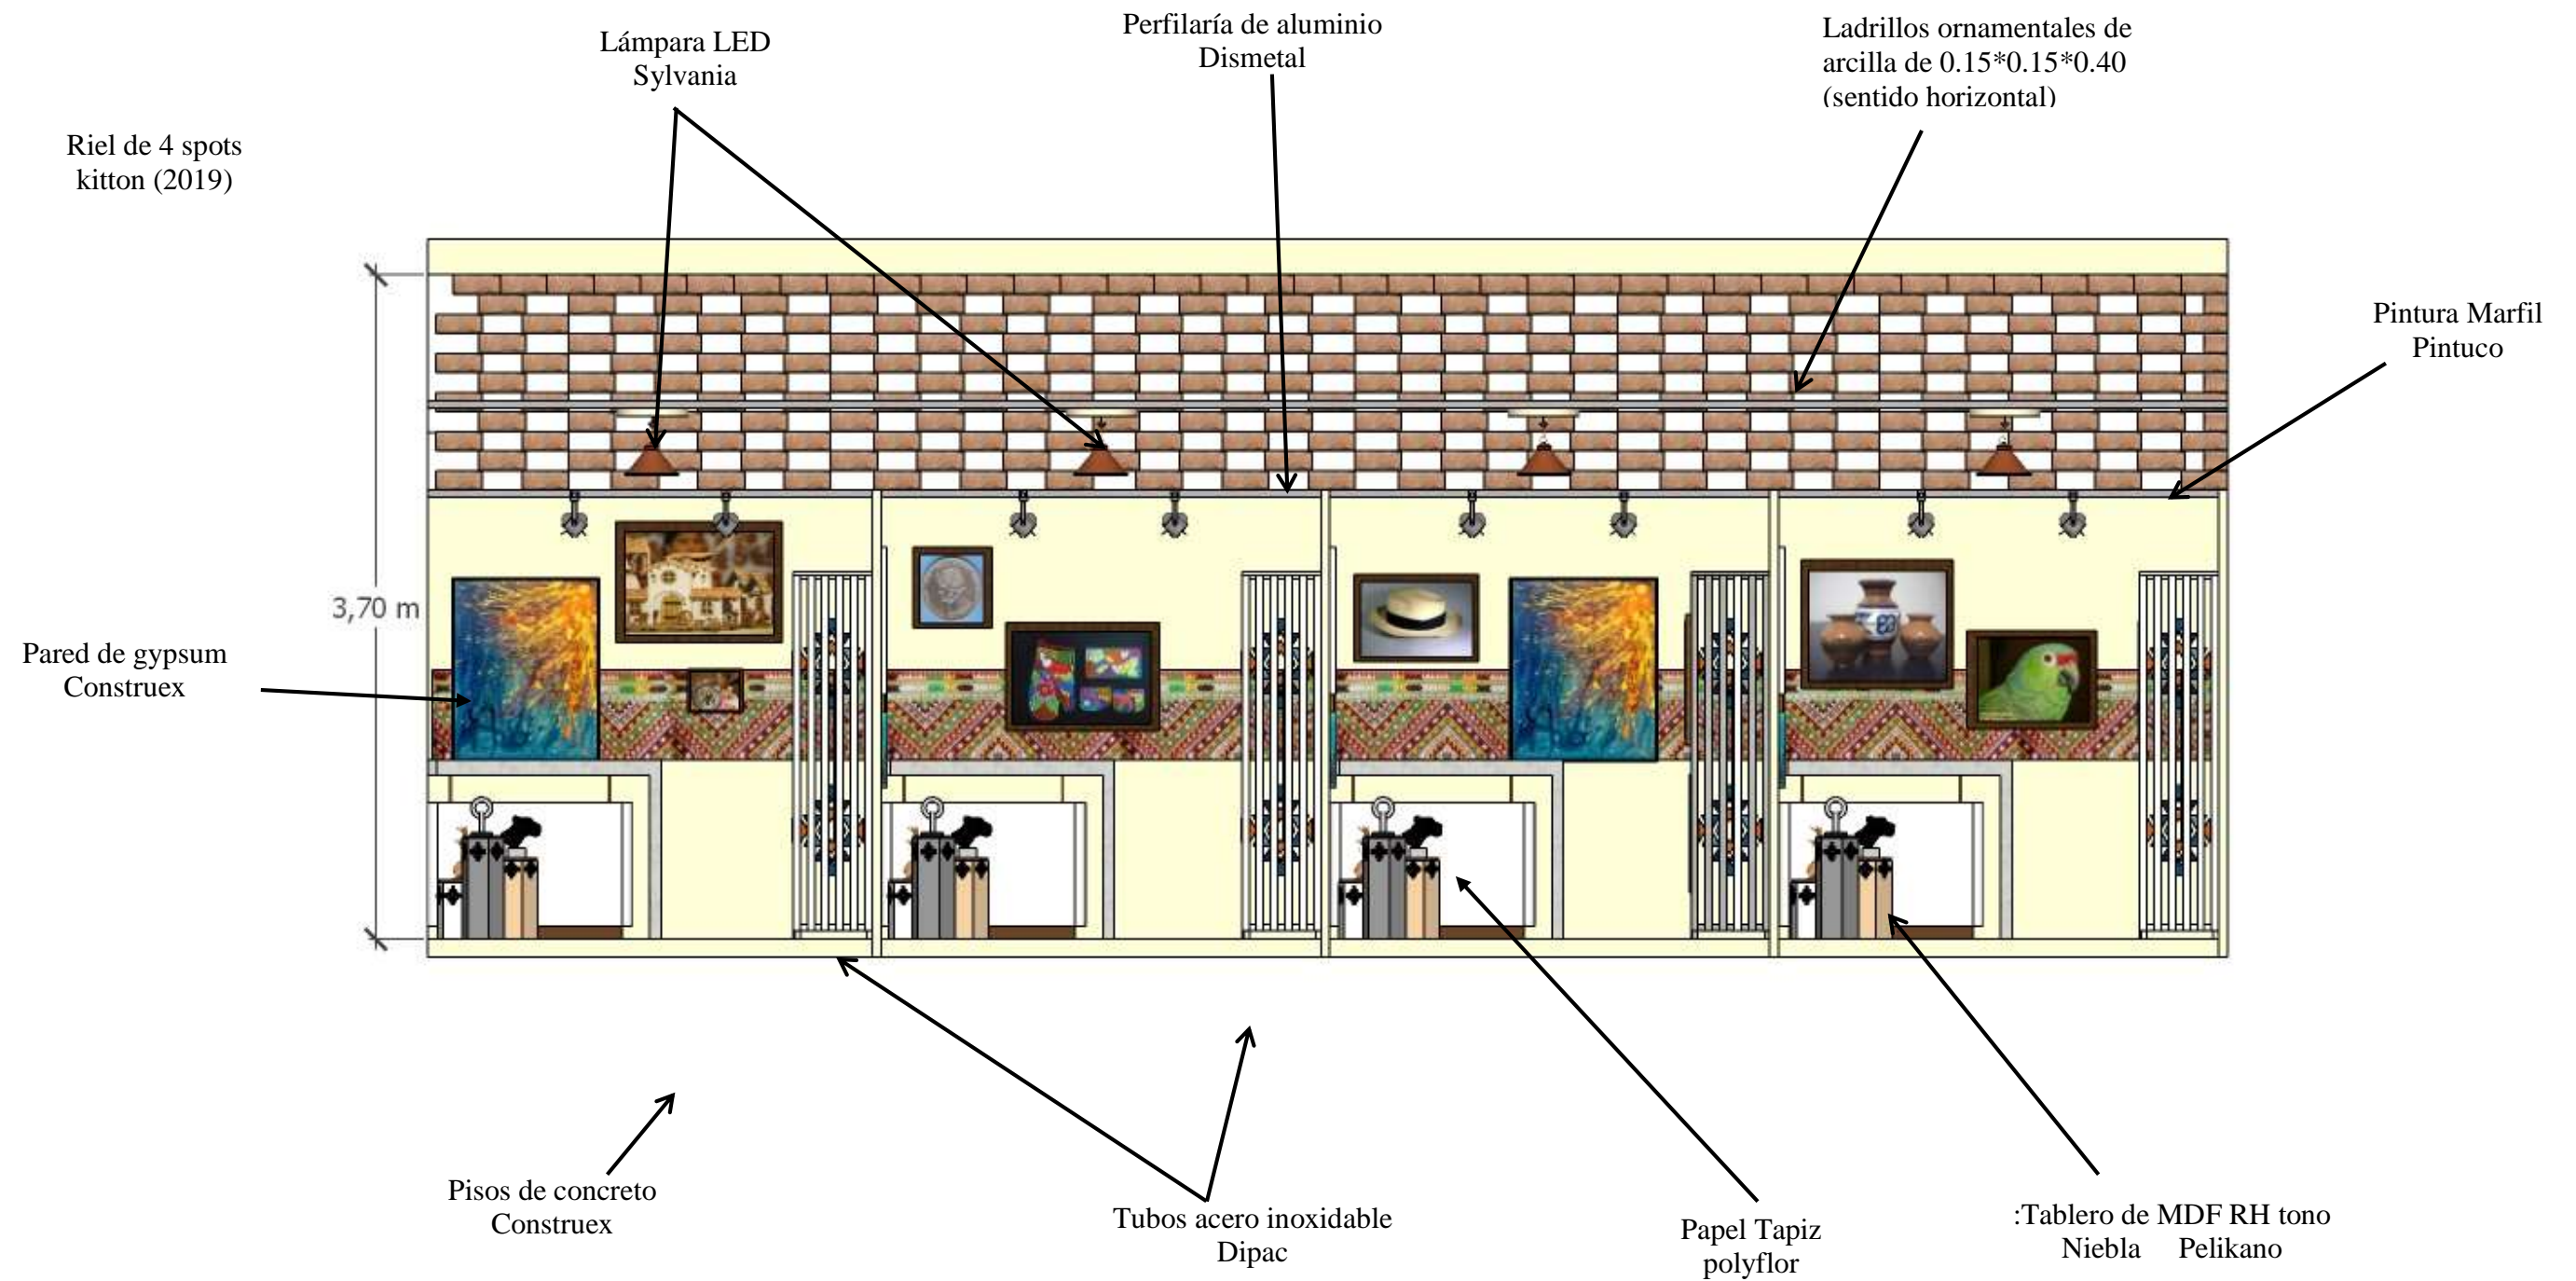 Perfilaría de aluminio
Dismetal
Ladrillos ornamentales de
arcilla de 0.15*0.15*0.40
(sentido horizontal)
Lámpara LED
Sylvania
Riel de 4 spots
kitton (2019)
Pintura Marfil
Pintuco
3,70 m
Pared de gypsum
Construex
Pisos de concreto
Construex
Tubos acero inoxidable
Dipac
Papel Tapiz
polyflor
:Tablero de MDF RH tono
Niebla Pelikano